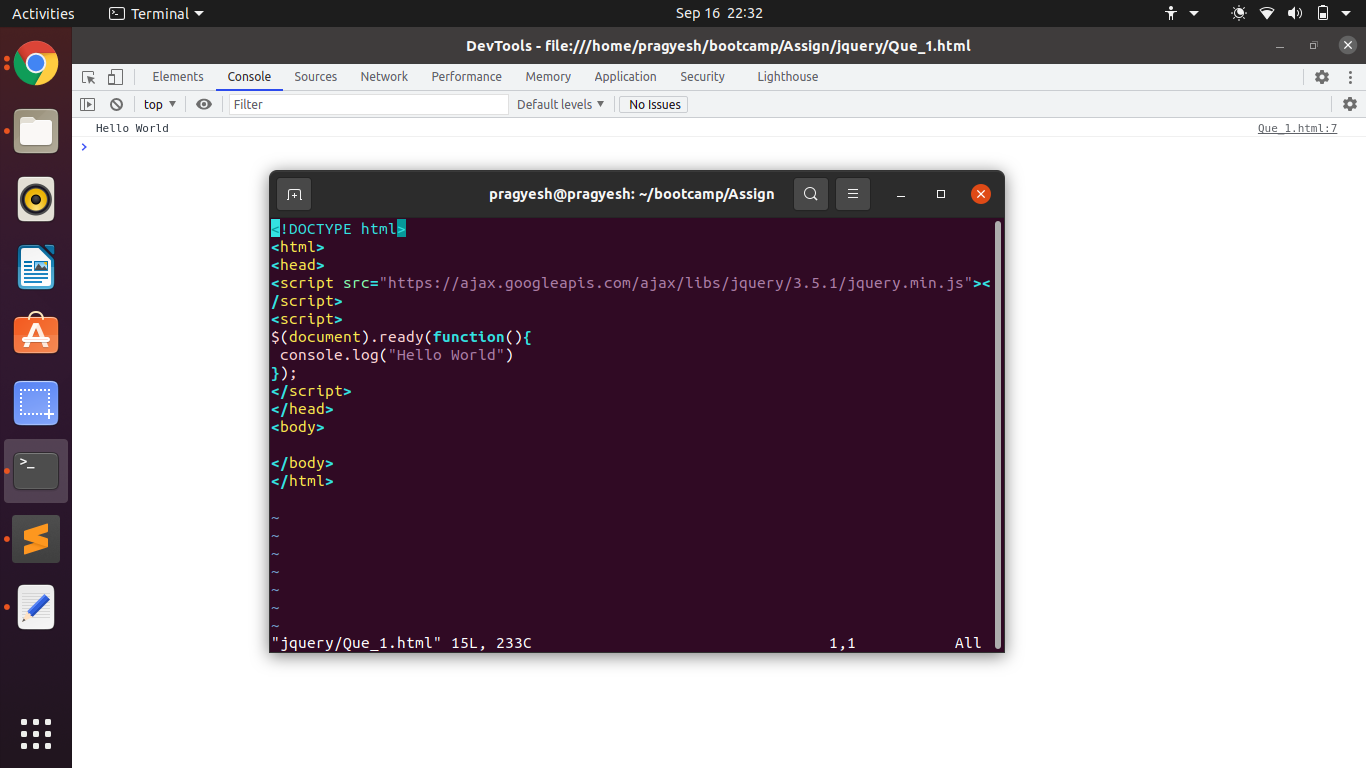 Activities Terminal Sep 16 22:32
DevTools - file:///home/pragyesh/bootcamp/Assign/jquery/Que_1.html
Elements Console Sources Network Performance Memory Application Security Lighthouse
top Filter Default levels No Issues
Hello World Que_1.html:7
>
pragyesh@pragyesh: ~/bootcamp/Assign
<!DOCTYPE html>
<html>
<head>
<script src="https://ajax.googleapis.com/ajax/libs/jquery/3.5.1/jquery.min.js"><
/script>
<script>
$(document).ready(function(){
 console.log("Hello World")
});
</script>
</head>
<body>

</body>
</html>

~
~
~
~
~
~
~
"jquery/Que_1.html" 15L, 233C 1,1 All